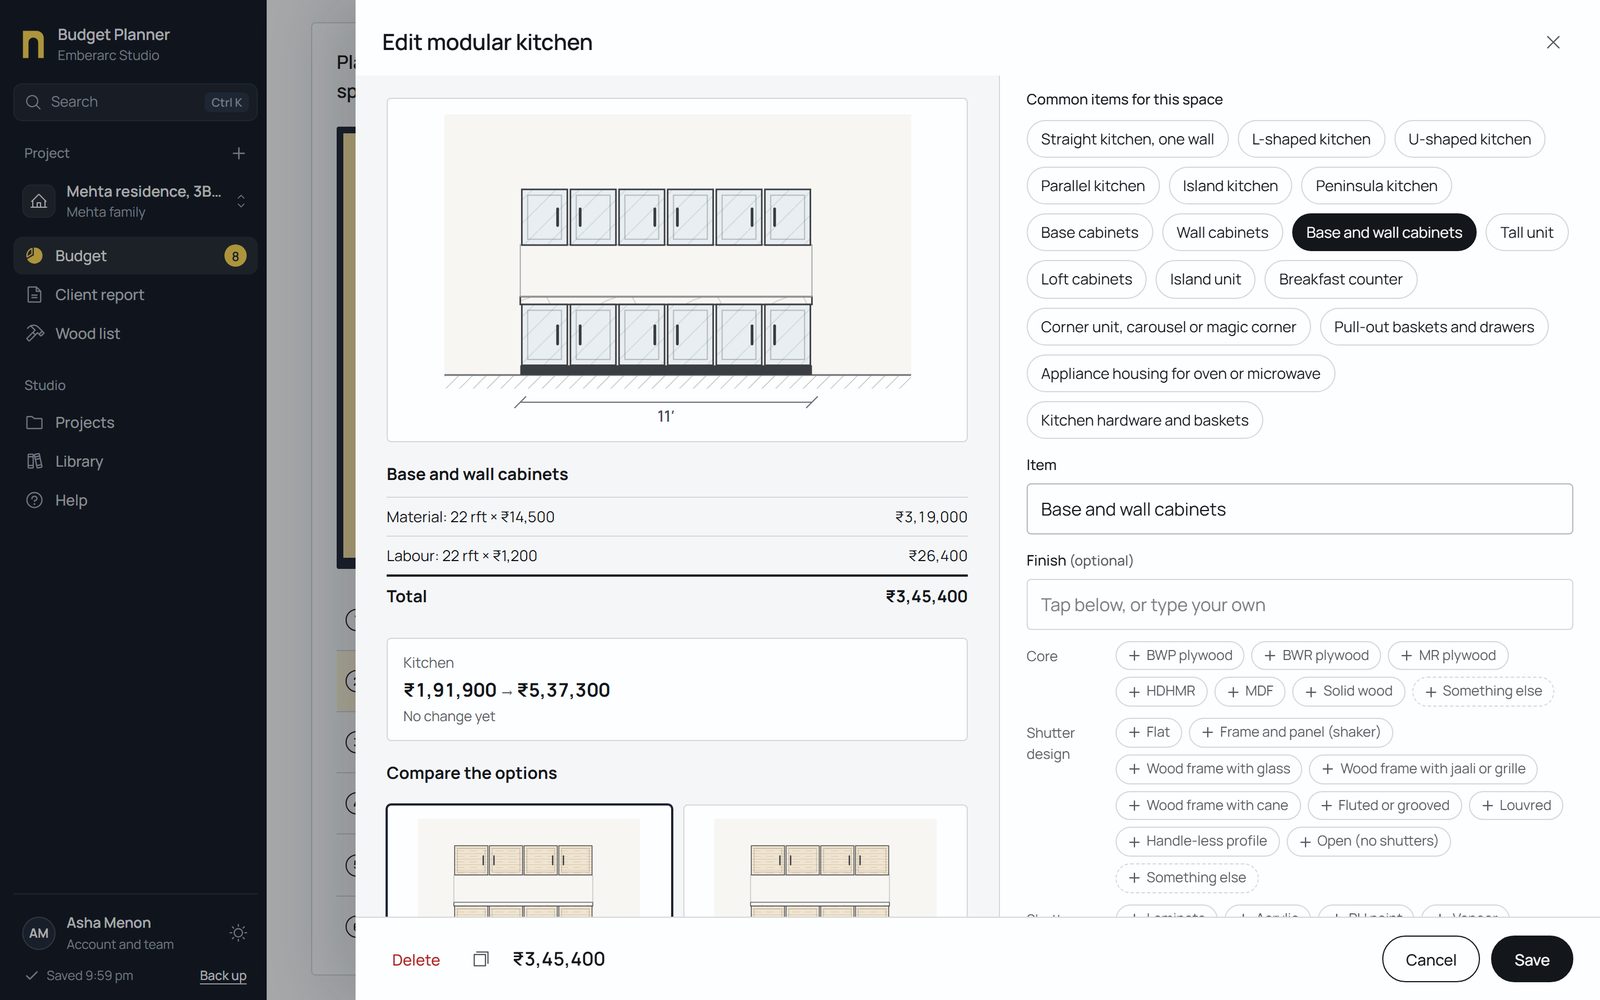 Budget Planner
Emberarc Studio
Search
Ctrl K
Project
Mehta residence, 3B...
Mehta family
Budget
8
Client report
Wood list
Studio
Projects
Library
Help
AM
Asha Menon
Account and team
Saved 9:59 pm
Back up
Edit modular kitchen
11′
Base and wall cabinets
Material: 22 rft × ₹14,500
₹3,19,000
Labour: 22 rft × ₹1,200
₹26,400
Total
₹3,45,400
Kitchen
₹1,91,900 → ₹5,37,300
No change yet
Compare the options
Common items for this space
Straight kitchen, one wall
L-shaped kitchen
U-shaped kitchen
Parallel kitchen
Island kitchen
Peninsula kitchen
Base cabinets
Wall cabinets
Base and wall cabinets
Tall unit
Loft cabinets
Island unit
Breakfast counter
Corner unit, carousel or magic corner
Pull-out baskets and drawers
Appliance housing for oven or microwave
Kitchen hardware and baskets
Item
Base and wall cabinets
Finish (optional)
Tap below, or type your own
Core
+ BWP plywood
+ BWR plywood
+ MR plywood
+ HDHMR
+ MDF
+ Solid wood
+ Something else
Shutter
design
+ Flat
+ Frame and panel (shaker)
+ Wood frame with glass
+ Wood frame with jaali or grille
+ Wood frame with cane
+ Fluted or grooved
+ Louvred
+ Handle-less profile
+ Open (no shutters)
+ Something else
Delete
₹3,45,400
Cancel
Save